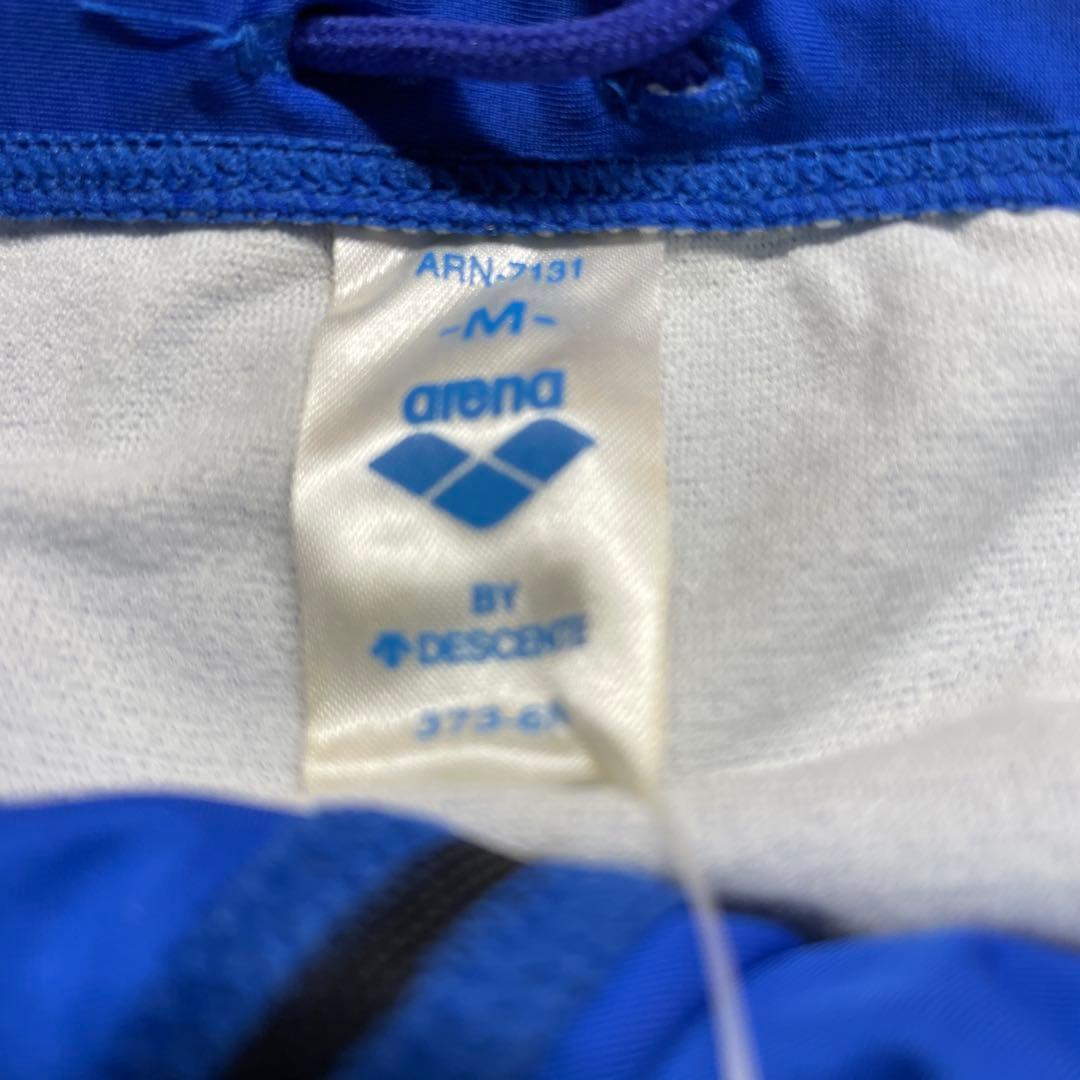 ARN-7131
-M-
arena
BY
DESCENTE